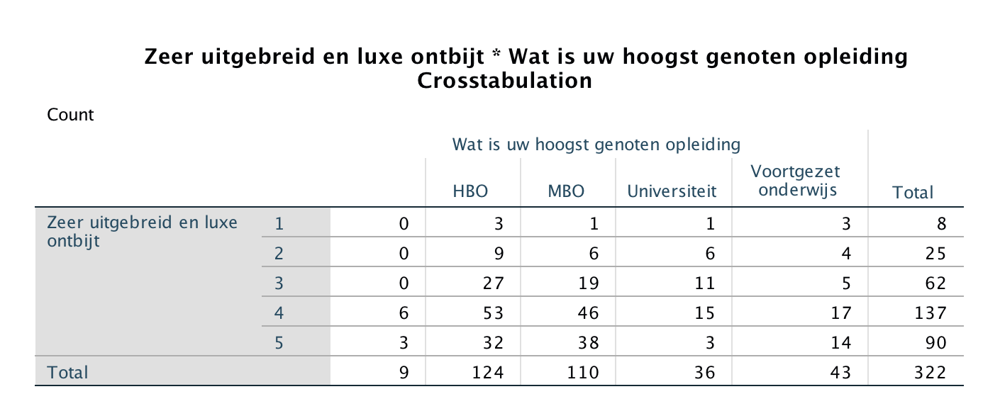 Zeer uitgebreid en luxe ontbijt * Wat is uw hoogst genoten opleiding
Crosstabulation
Count
Wat is uw hoogst genoten opleiding
HBO MBO Universiteit Voortgezet onderwijs Total
Zeer uitgebreid en luxe ontbijt 1 0 3 1 1 3 8
2 0 9 6 6 4 25
3 0 27 19 11 5 62
4 6 53 46 15 17 137
5 3 32 38 3 14 90
Total 9 124 110 36 43 322